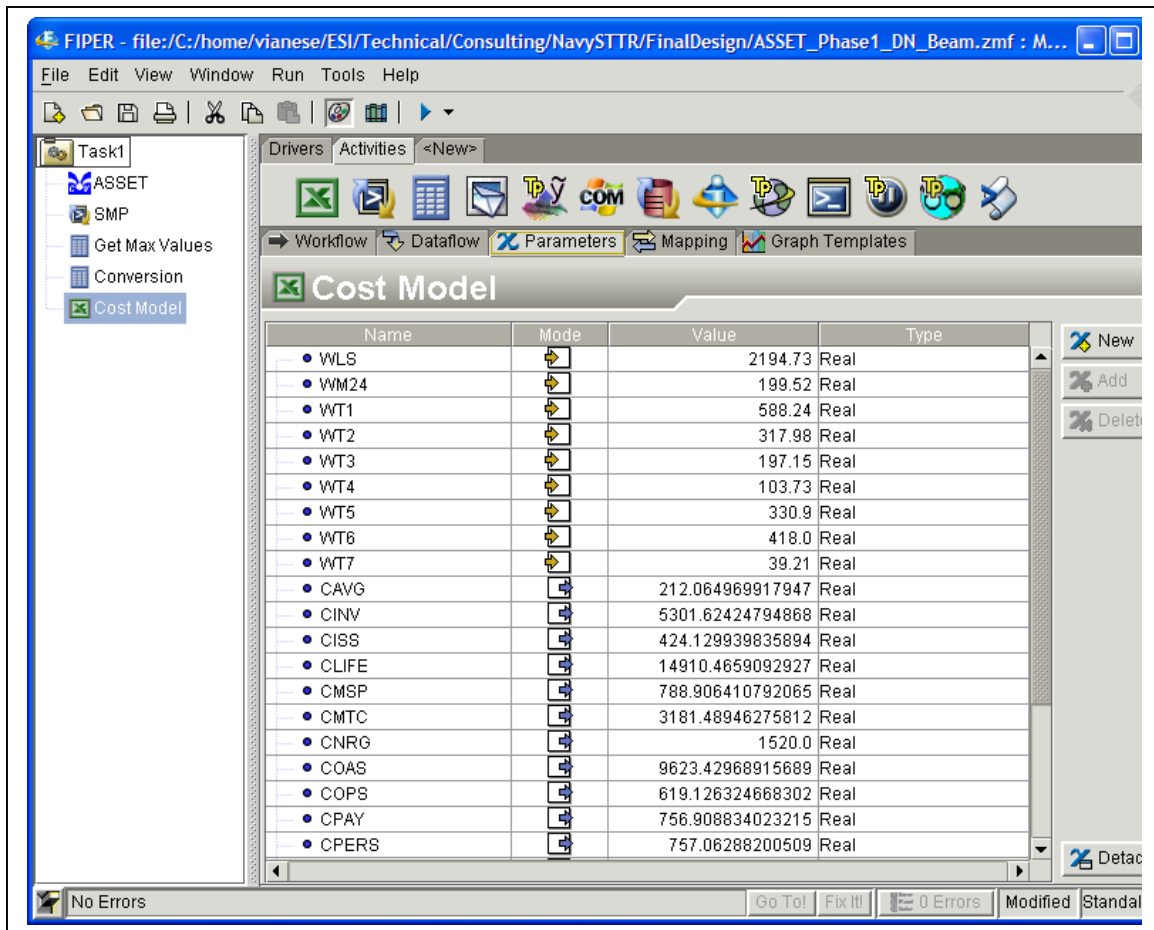 FIPER - file:/C:/home/vianese/ESI/Technical/Consulting/NavySTTR/FinalDesign/ASSET_Phase1_DN_Beam.zmf : M...
File Edit View Window Run Tools Help
Task1
ASSET
SMP
Get Max Values
Conversion
Cost Model
Drivers Activities <New>
TP ỹ COM TP TP TP
Workflow Dataflow Parameters Mapping Graph Templates
Cost Model
Name Mode Value Type
WLS 2194.73 Real
WM24 199.52 Real
WT1 588.24 Real
WT2 317.98 Real
WT3 197.15 Real
WT4 103.73 Real
WT5 330.9 Real
WT6 418.0 Real
WT7 39.21 Real
CAVG 212.064969917947 Real
CINV 5301.62424794868 Real
CISS 424.129939835894 Real
CLIFE 14910.4659092927 Real
CMSP 788.906410792065 Real
CMTC 3181.48946275812 Real
CNRG 1520.0 Real
COAS 9623.42968915689 Real
COPS 619.126324668302 Real
CPAY 756.908834023215 Real
CPERS 757.06288200509 Real
New
Add
Delet
Detac
No Errors Go To! Fix It! 0 Errors Modified Standal